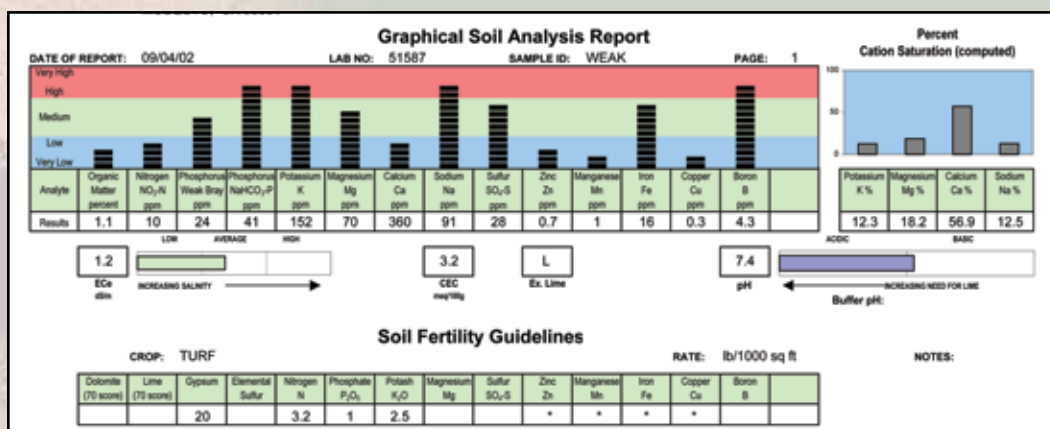 Graphical Soil Analysis Report
Percent
Cation Saturation (computed)
DATE OF REPORT: 09/04/02 LAB NO: 51587 SAMPLE ID: WEAK PAGE: 1
Very High
High
Medium
Low
Very Low
100
50
0
Analyte Organic Matter percent Nitrogen NO3-N ppm Phosphorus Weak Bray ppm Phosphorus NaHCO3-P ppm Potassium K ppm Magnesium Mg ppm Calcium Ca ppm Sodium Na ppm Sulfur SO4-S ppm Zinc Zn ppm Manganese Mn ppm Iron Fe ppm Copper Cu ppm Boron B ppm
Potassium K % Magnesium Mg % Calcium Ca % Sodium Na %
Results 1.1 10 24 41 152 70 360 91 28 0.7 1 16 0.3 4.3
12.3 18.2 56.9 12.5
LOW AVERAGE HIGH
ACIDIC BASIC
1.2 3.2 L 7.4
ECe dS/m INCREASING SALINITY CEC meq/100g Ex. Lime pH INCREASING NEED FOR LIME
Buffer pH:
Soil Fertility Guidelines
CROP: TURF RATE: lb/1000 sq ft NOTES:
Dolomite (70 score) Lime (70 score) Gypsum Elemental Sulfur Nitrogen N Phosphate P2O5 Potash K2O Magnesium Mg Sulfur SO4-S Zinc Zn Manganese Mn Iron Fe Copper Cu Boron B
20 3.2 1 2.5 * * * *